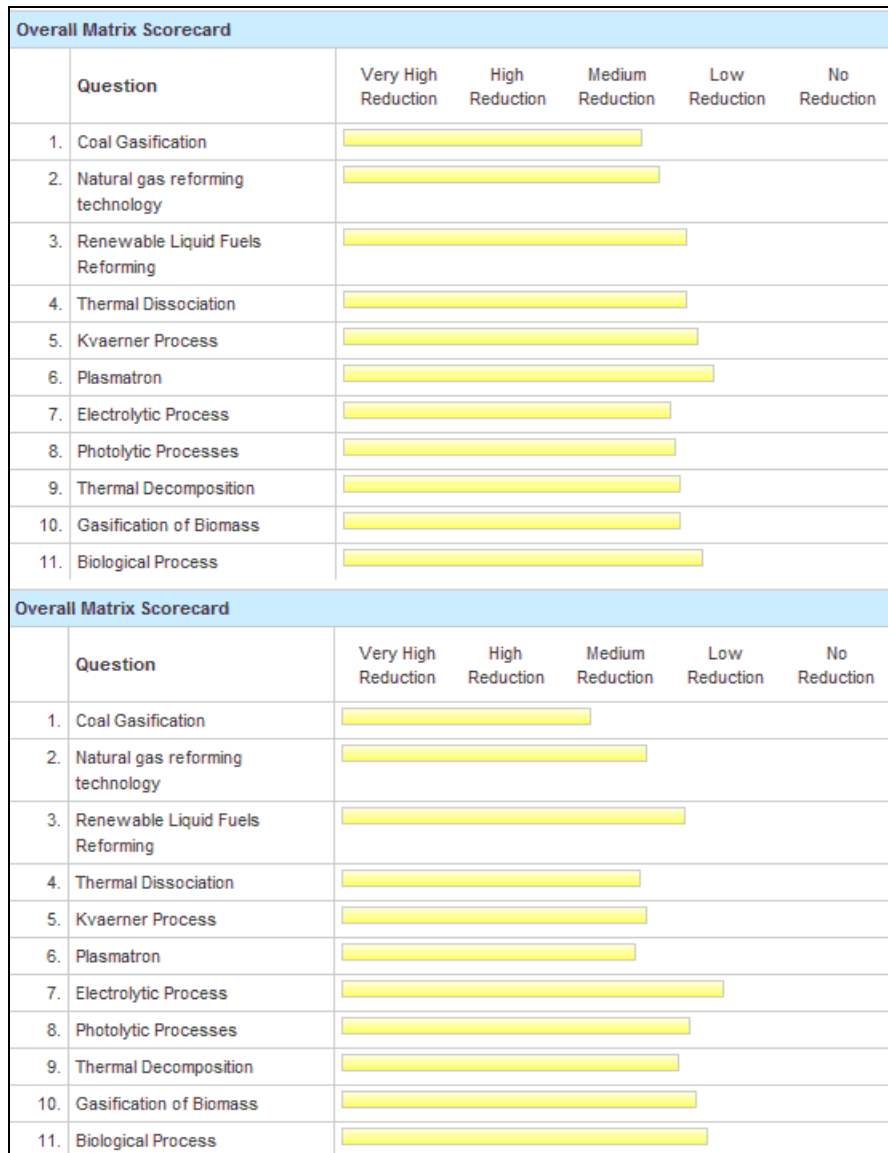 Overall Matrix Scorecard
Question Very High Reduction High Reduction Medium Reduction Low Reduction No Reduction
1. Coal Gasification
2. Natural gas reforming
technology
3. Renewable Liquid Fuels
Reforming
4. Thermal Dissociation
5. Kvaerner Process
6. Plasmatron
7. Electrolytic Process
8. Photolytic Processes
9. Thermal Decomposition
10. Gasification of Biomass
11. Biological Process
Overall Matrix Scorecard
Question Very High Reduction High Reduction Medium Reduction Low Reduction No Reduction
1. Coal Gasification
2. Natural gas reforming
technology
3. Renewable Liquid Fuels
Reforming
4. Thermal Dissociation
5. Kvaerner Process
6. Plasmatron
7. Electrolytic Process
8. Photolytic Processes
9. Thermal Decomposition
10. Gasification of Biomass
11. Biological Process